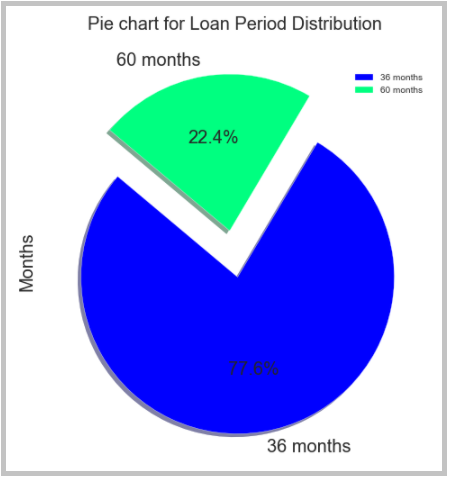 Pie chart for Loan Period Distribution
60 months
36 months
60 months
22.4%
Months
77.6%
36 months